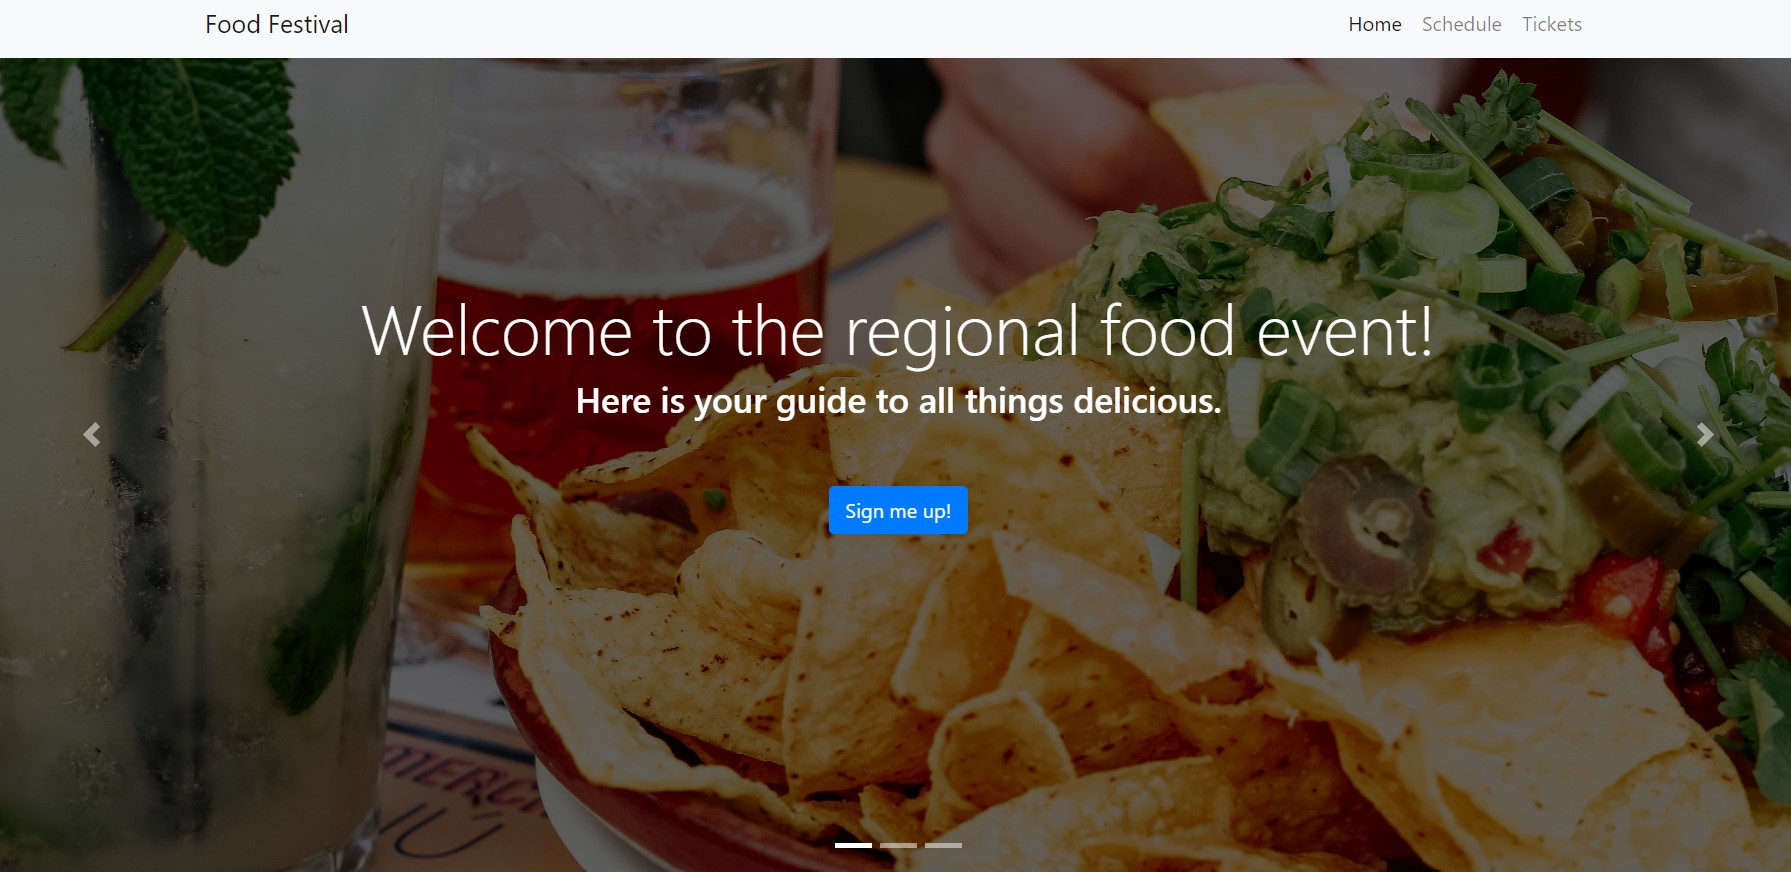 Food Festival
Home Schedule Tickets
Welcome to the regional food event!
Here is your guide to all things delicious.
Sign me up!